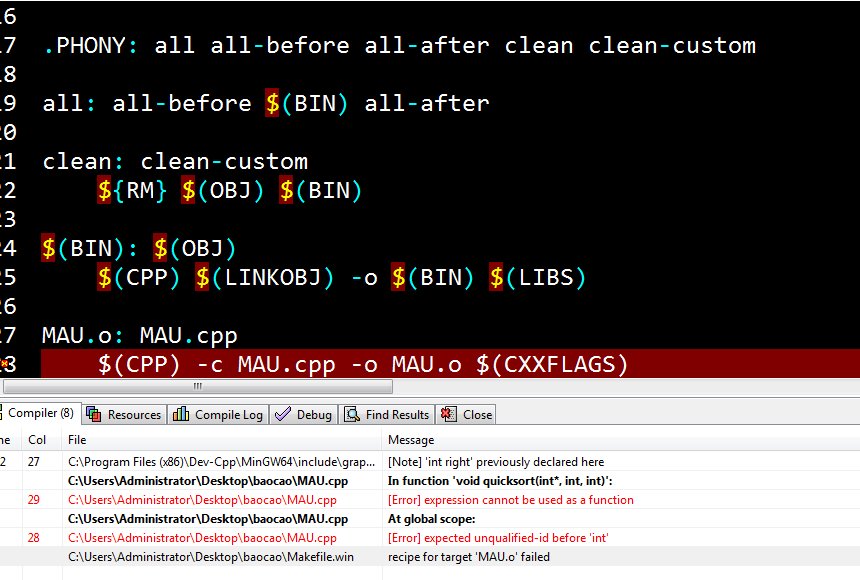 16
17 .PHONY: all all-before all-after clean clean-custom
18
19 all: all-before $(BIN) all-after
20
21 clean: clean-custom
22 ${RM} $(OBJ) $(BIN)
23
24 $(BIN): $(OBJ)
25 $(CPP) $(LINKOBJ) -o $(BIN) $(LIBS)
26
27 MAU.o: MAU.cpp
$(CPP) -c MAU.cpp -o MAU.o $(CXXFLAGS)
Compiler (8) Resources Compile Log Debug Find Results Close
Col File Message
27 C:\Program Files (x86)\Dev-Cpp\MinGW64\include\grap... [Note] 'int right' previously declared here
C:\Users\Administrator\Desktop\baocao\MAU.cpp In function 'void quicksort(int*, int, int)':
29 C:\Users\Administrator\Desktop\baocao\MAU.cpp [Error] expression cannot be used as a function
C:\Users\Administrator\Desktop\baocao\MAU.cpp At global scope:
28 C:\Users\Administrator\Desktop\baocao\MAU.cpp [Error] expected unqualified-id before 'int'
C:\Users\Administrator\Desktop\baocao\Makefile.win recipe for target 'MAU.o' failed